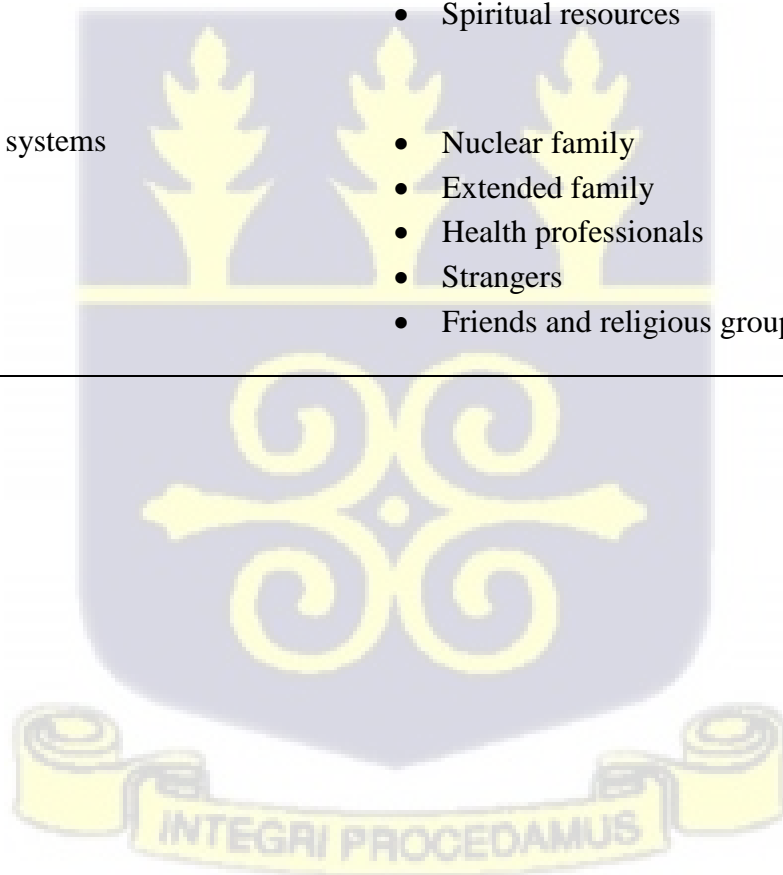 • Spiritual resources
systems • Nuclear family
• Extended family
• Health professionals
• Strangers
• Friends and religious group
INTEGRI PROCEDAMUS